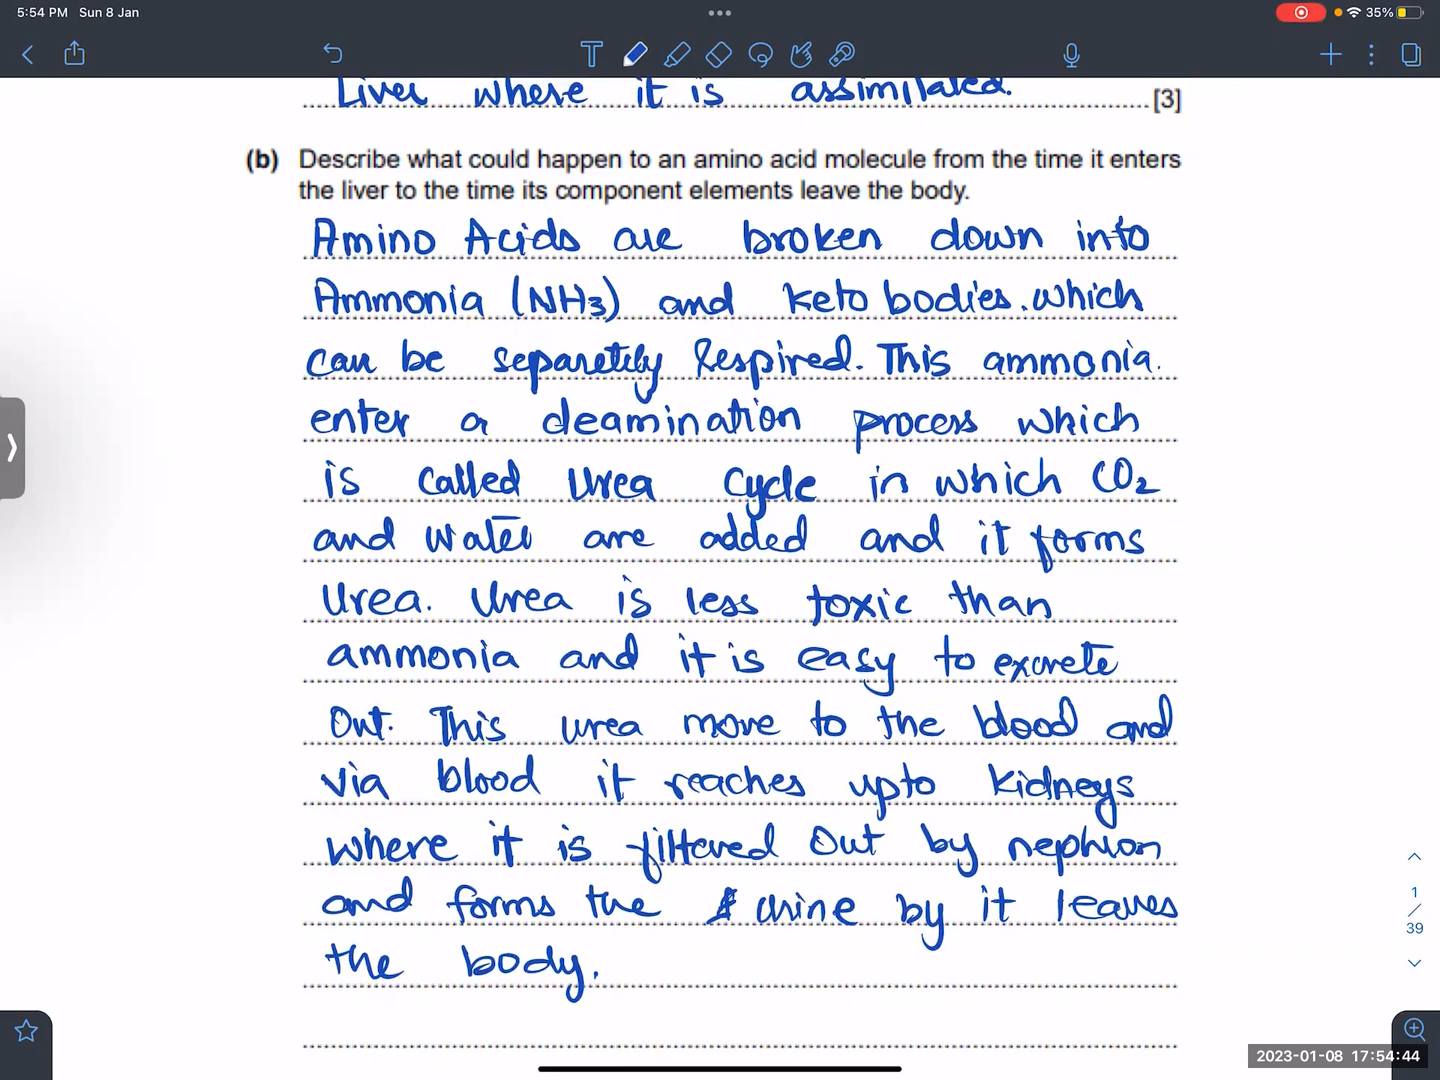 5:54 PM Sun 8 Jan
35%
Liver where it is assimilated. [3]
(b) Describe what could happen to an amino acid molecule from the time it enters
the liver to the time its component elements leave the body.
Amino Acids are broken down into
Ammonia (NH3) and keto bodies. which
can be separetily Respired. This ammonia.
enter a deamination process which
is called Urea Cycle in which CO2
and water are added and it forms
Urea. Urea is less toxic than
ammonia and it is easy to excrete
Out. This urea move to the blood and
via blood it reaches upto kidneys
where it is filtered Out by nephron
and forms the urine by it leaves
the body.
1
/
39
2023-01-08 17:54:44